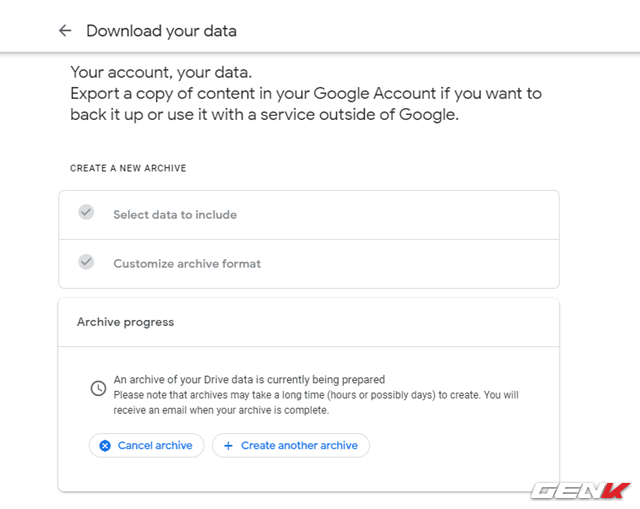 Download your data
Your account, your data.
Export a copy of content in your Google Account if you want to
back it up or use it with a service outside of Google.
CREATE A NEW ARCHIVE
Select data to include
Customize archive format
Archive progress
An archive of your Drive data is currently being prepared
Please note that archives may take a long time (hours or possibly days) to create. You will
receive an email when your archive is complete.
Cancel archive
Create another archive
GENK